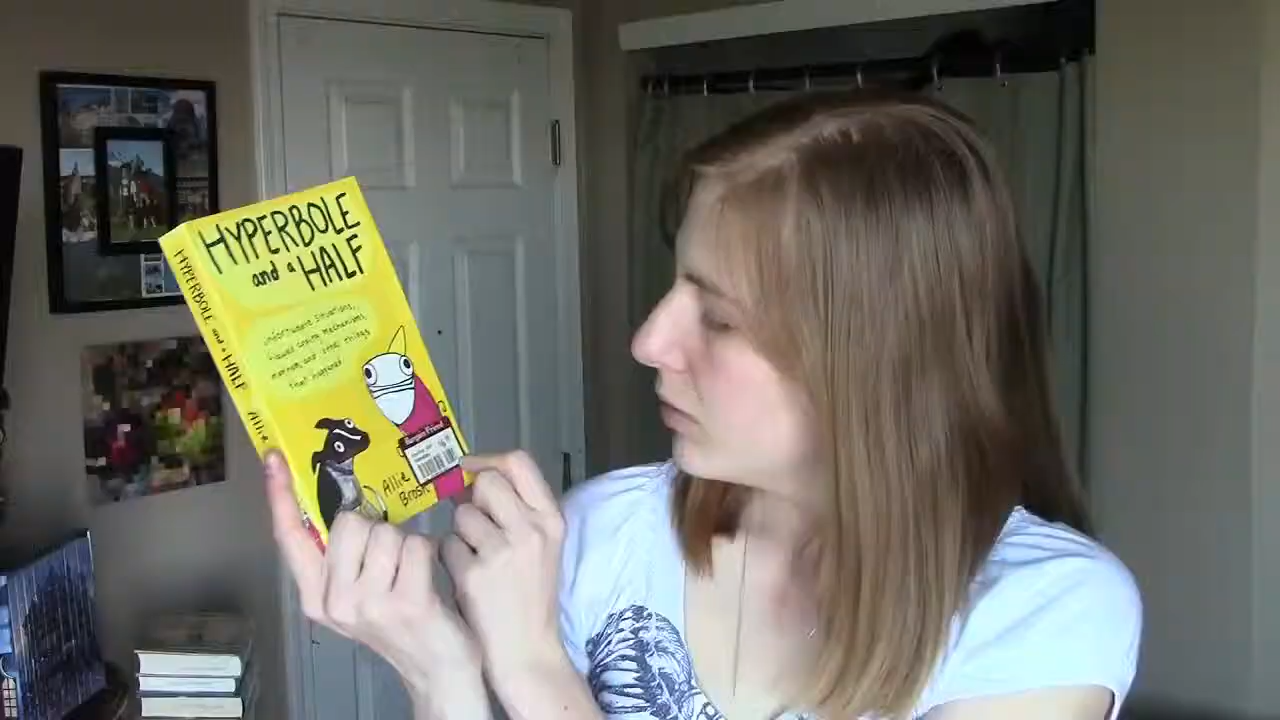 HYPERBOLE
and a HALF
unfortunate situations,
flawed coping mechanisms,
mayhem, and other things
that happened
Allie
Brosh
HYPERBOLE and a HALF Allie